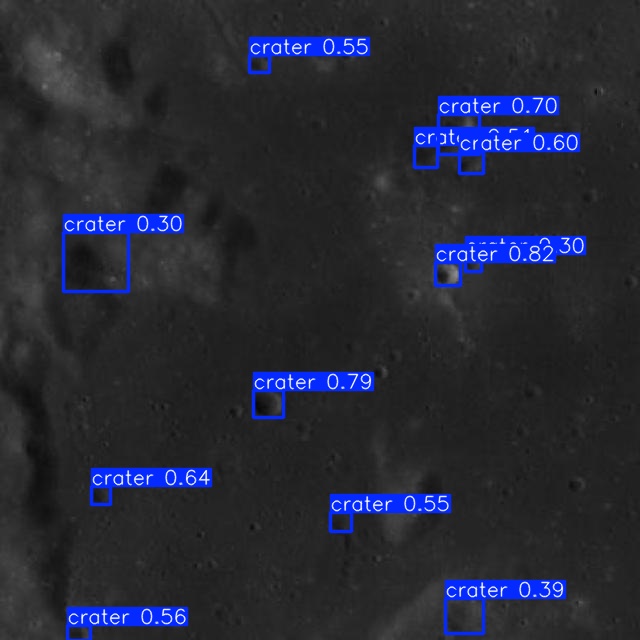 crater 0.55
crater 0.70
crater 0.60
crater 0.30
crater 0.82
crater 0.79
crater 0.64
crater 0.55
crater 0.39
crater 0.56